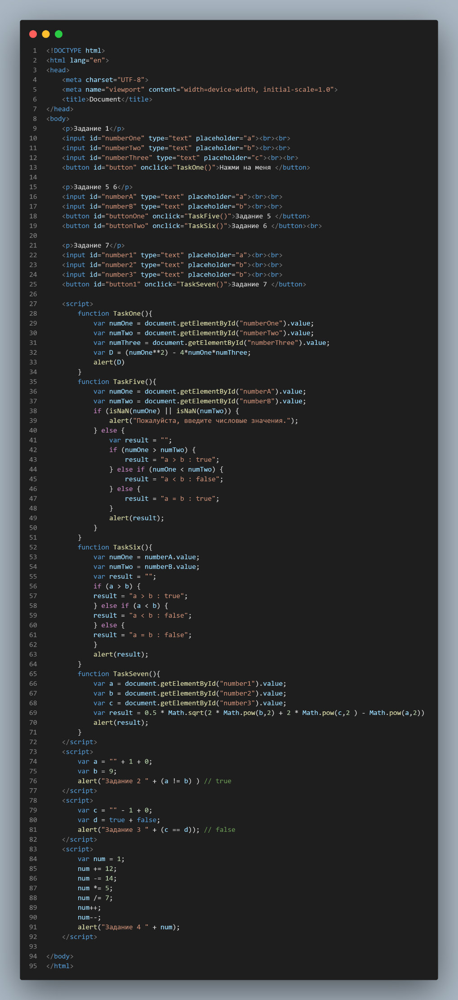 1 <!DOCTYPE html>
2 <html lang="en">
3 <head>
4     <meta charset="UTF-8">
5     <meta name="viewport" content="width=device-width, initial-scale=1.0">
6     <title>Document</title>
7 </head>
8 <body>
9     <p>Задание 1</p>
10     <input id="numberOne" type="text" placeholder="a"><br><br>
11     <input id="numberTwo" type="text" placeholder="b"><br><br>
12     <input id="numberThree" type="text" placeholder="c"><br><br>
13     <button id="button" onclick="TaskOne()">Нажми на меня </button>
14
15     <p>Задание 5 6</p>
16     <input id="numberA" type="text" placeholder="a"><br><br>
17     <input id="numberB" type="text" placeholder="b"><br><br>
18     <button id="buttonOne" onclick="TaskFive()">Задание 5 </button>
19     <button id="buttonTwo" onclick="TaskSix()">Задание 6 </button><br>
20
21     <p>Задание 7</p>
22     <input id="number1" type="text" placeholder="a"><br><br>
23     <input id="number2" type="text" placeholder="b"><br><br>
24     <input id="number3" type="text" placeholder="b"><br><br>
25     <button id="button1" onclick="TaskSeven()">Задание 7 </button>
26
27     <script>
28         function TaskOne(){
29             var numOne = document.getElementById("numberOne").value;
30             var numTwo = document.getElementById("numberTwo").value;
31             var numThree = document.getElementById("numberThree").value;
32             var D = (numOne**2) - 4*numOne*numThree;
33             alert(D)
34         }
35         function TaskFive(){
36             var numOne = document.getElementById("numberA").value;
37             var numTwo = document.getElementById("numberB").value;
38             if (isNaN(numOne) || isNaN(numTwo)) {
39                 alert("Пожалуйста, введите числовые значения.");
40             } else {
41                 var result = "";
42                 if (numOne > numTwo) {
43                     result = "a > b : true";
44                 } else if (numOne < numTwo) {
45                     result = "a < b : false";
46                 } else {
47                     result = "a = b : true";
48                 }
49                 alert(result);
50             }
51         }
52         function TaskSix(){
53             var numOne = numberA.value;
54             var numTwo = numberB.value;
55             var result = "";
56             if (a > b) {
57             result = "a > b : true";
58             } else if (a < b) {
59             result = "a < b : false";
60             } else {
61             result = "a = b : false";
62             }
63             alert(result);
64         }
65         function TaskSeven(){
66             var a = document.getElementById("number1").value;
67             var b = document.getElementById("number2").value;
68             var c = document.getElementById("number3").value;
69             var result = 0.5 * Math.sqrt(2 * Math.pow(b,2) + 2 * Math.pow(c,2 ) - Math.pow(a,2))
70             alert(result);
71         }
72     </script>
73     <script>
74         var a = "" + 1 + 0;
75         var b = 9;
76         alert("Задание 2 " + (a != b) ) // true
77     </script>
78     <script>
79         var c = "" - 1 + 0;
80         var d = true + false;
81         alert("Задание 3 " + (c == d)); // false
82     </script>
83     <script>
84         var num = 1;
85         num += 12;
86         num -= 14;
87         num *= 5;
88         num /= 7;
89         num++;
90         num--;
91         alert("Задание 4 " + num);
92     </script>
93
94 </body>
95 </html>